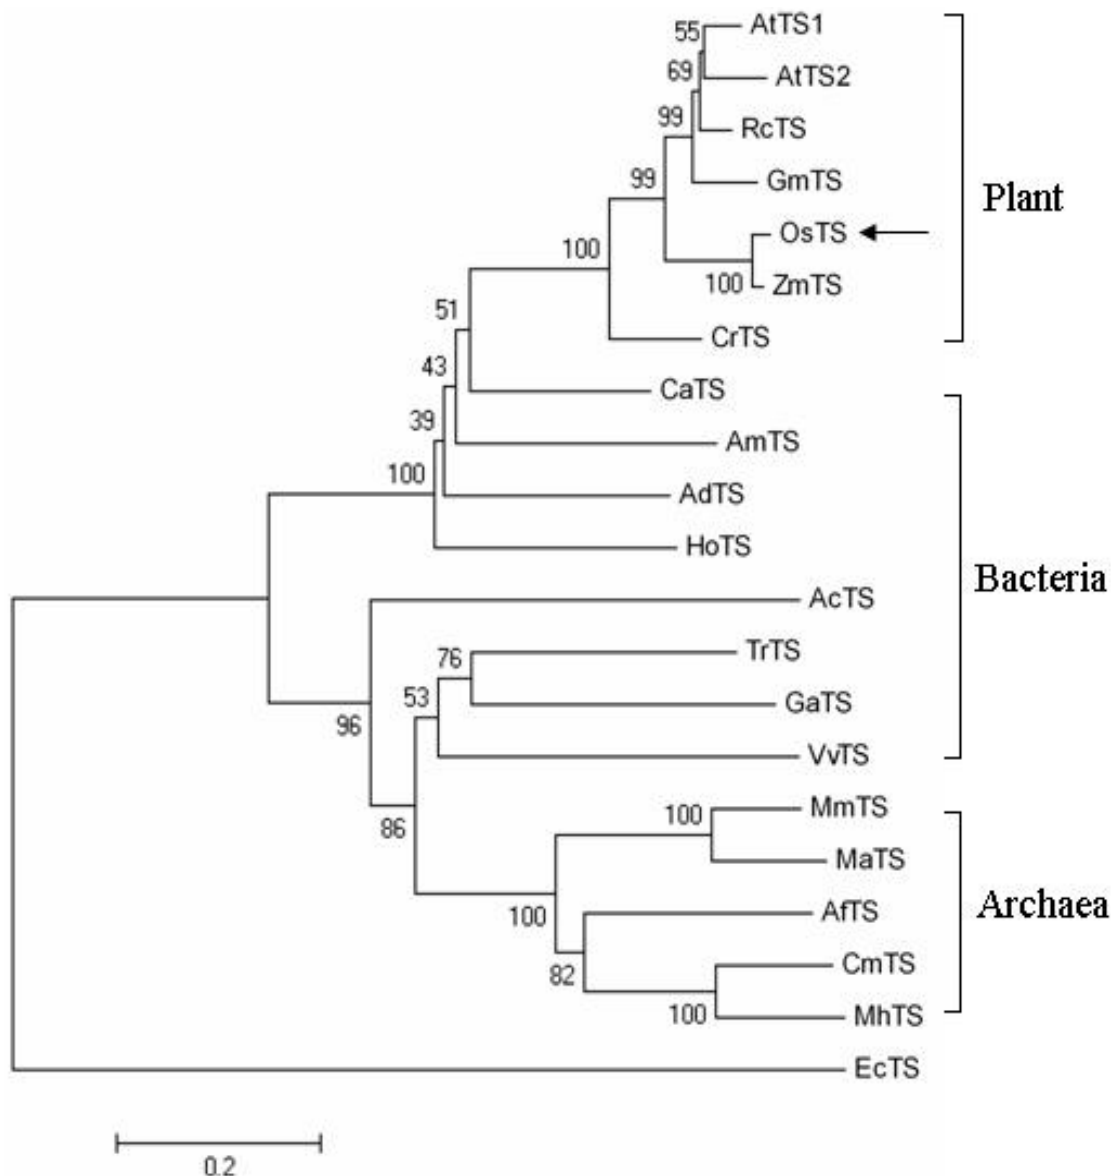 55
AtTS1
69
AtTS2
99
RcTS
99
GmTS
Plant
100
OsTS
100
ZmTS
51
CrTS
43
CaTS
39
AmTS
100
AdTS
HoTS
Bacteria
AcTS
76
TrTS
53
GaTS
96
VvTS
86
100
MmTS
MaTS
100
AfTS
Archaea
82
CmTS
100
MhTS
EcTS
0.2